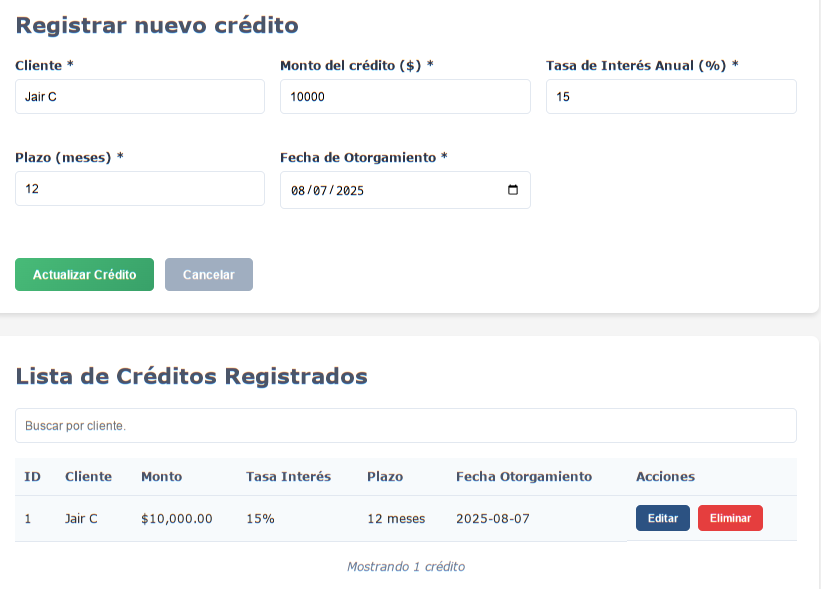 Registrar nuevo crédito
Cliente * Monto del crédito ($) * Tasa de Interés Anual (%) *
Jair C 10000 15
Plazo (meses) * Fecha de Otorgamiento *
12 08/07/2025
Actualizar Crédito Cancelar
Lista de Créditos Registrados
Buscar por cliente.
ID Cliente Monto Tasa Interés Plazo Fecha Otorgamiento Acciones
1 Jair C $10,000.00 15% 12 meses 2025-08-07 Editar Eliminar
Mostrando 1 crédito